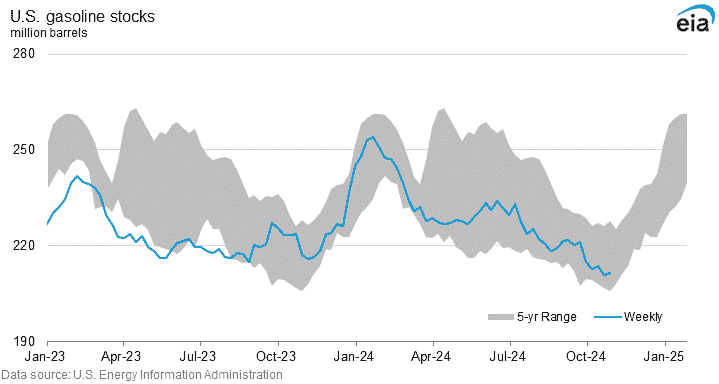 U.S. gasoline stocks
million barrels
eia
280
250
220
190
5-yr Range
Weekly
Jan-23 Apr-23 Jul-23 Oct-23 Jan-24 Apr-24 Jul-24 Oct-24 Jan-25
Data source: U.S. Energy Information Administration